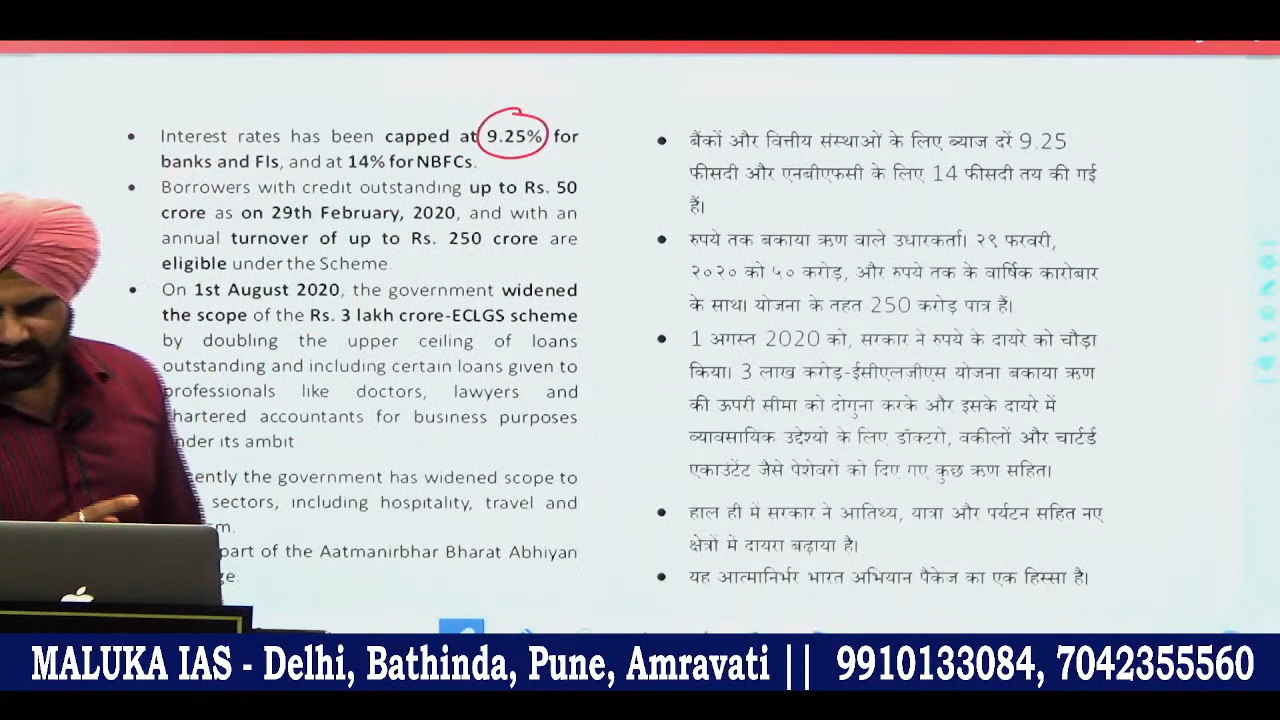 Interest rates has been capped at 9.25% for
banks and FIs, and at 14% for NBFCs.
Borrowers with credit outstanding up to Rs. 50
crore as on 29th February, 2020, and with an
annual turnover of up to Rs. 250 crore are
eligible under the Scheme.
On 1st August 2020, the government widened
the scope of the Rs. 3 lakh crore-ECLGS scheme
by doubling the upper ceiling of loans
outstanding and including certain loans given to
professionals like doctors, lawyers and
chartered accountants for business purposes
under its ambit
ently the government has widened scope to
sectors, including hospitality, travel and
sm.
part of the Aatmanirbhar Bharat Abhiyan
ge.
बैंकों और वित्तीय संस्थाओं के लिए ब्याज दरें 9.25
फीसदी और एनबीएफसी के लिए 14 फीसदी तय की गई
हैं।
रुपये तक बकाया ऋण वाले उधारकर्ता। २९ फरवरी,
२०२० को ५० करोड़, और रुपये तक के वार्षिक कारोबार
के साथ। योजना के तहत 250 करोड़ पात्र हैं।
1 अगस्त 2020 को, सरकार ने रुपये के दायरे को चौड़ा
किया। 3 लाख करोड़-ईसीएलजीएस योजना बकाया ऋण
की ऊपरी सीमा को दोगुना करके और इसके दायरे में
व्यावसायिक उद्देश्यों के लिए डॉक्टरों, वकीलों और चार्टर्ड
एकाउंटेंट जैसे पेशेवरों को दिए गए कुछ ऋण सहित।
हाल ही में सरकार ने आतिथ्य, यात्रा और पर्यटन सहित नए
क्षेत्रों में दायरा बढ़ाया है।
यह आत्मानिर्भर भारत अभियान पैकेज का एक हिस्सा है।
MALUKA IAS - Delhi, Bathinda, Pune, Amravati || 9910133084, 7042355560